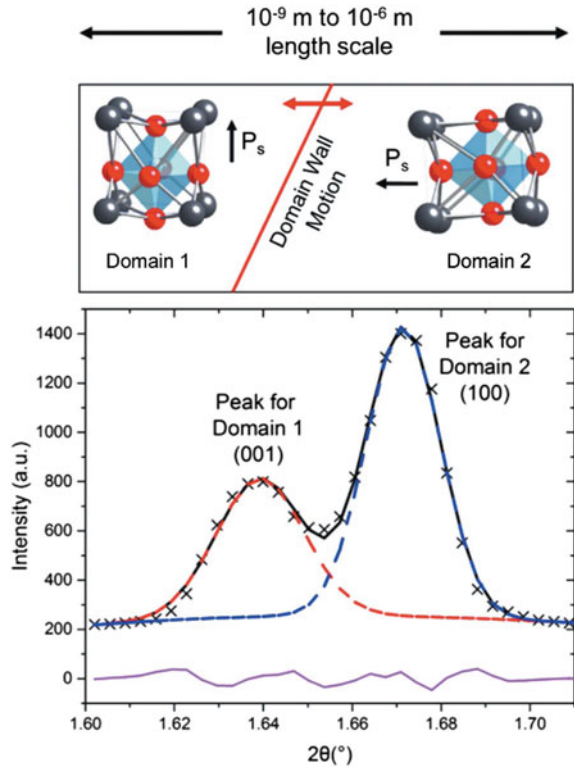 10-9 m to 10-6 m
length scale
Ps
Ps
Domain Wall
Motion
Domain 1
Domain 2
1400
1200
1000
800
600
400
200
0
Intensity (a.u.)
Peak for
Domain 1
(001)
Peak for
Domain 2
(100)
1.60
1.62
1.64
1.66
1.68
1.70
2θ(°)